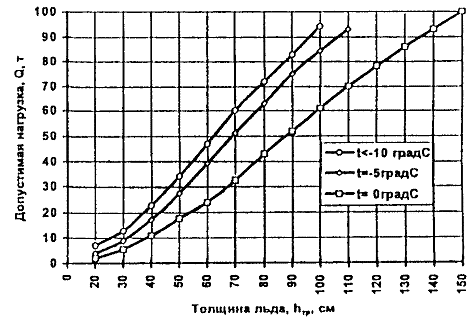 Допустимая нагрузка, Q, т
100
90
80
70
60
50
40
30
20
10
0
0 20 30 40 50 60 70 80 90 100 110 120 130 140 150
Толщина льда, hтр, см
t<-10 градС
t=-5градС
t= 0градС